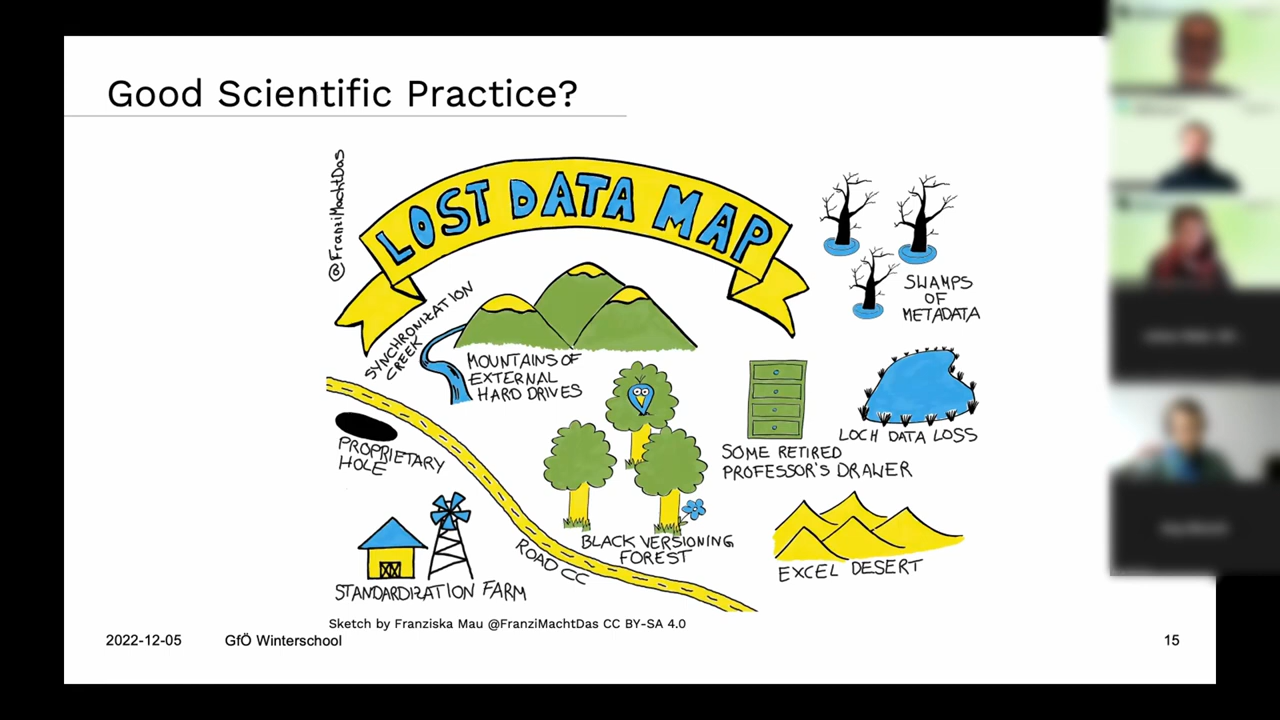 Good Scientific Practice?
@FranziMachtDas
LOST DATA MAP
SWAMPS
OF
METADATA
SYNCHRONIZATION
CREEK
MOUNTAINS OF
EXTERNAL
HARD DRIVES
PROPRIETARY
HOLE
SOME RETIRED
PROFESSOR'S DRAWER
LOCH DATA LOSS
BLACK VERSIONING
FOREST
ROAD CC
EXCEL DESERT
STANDARDIZATION FARM
Sketch by Franziska Mau @FranziMachtDas CC BY-SA 4.0
2022-12-05
GfÖ Winterschool
15